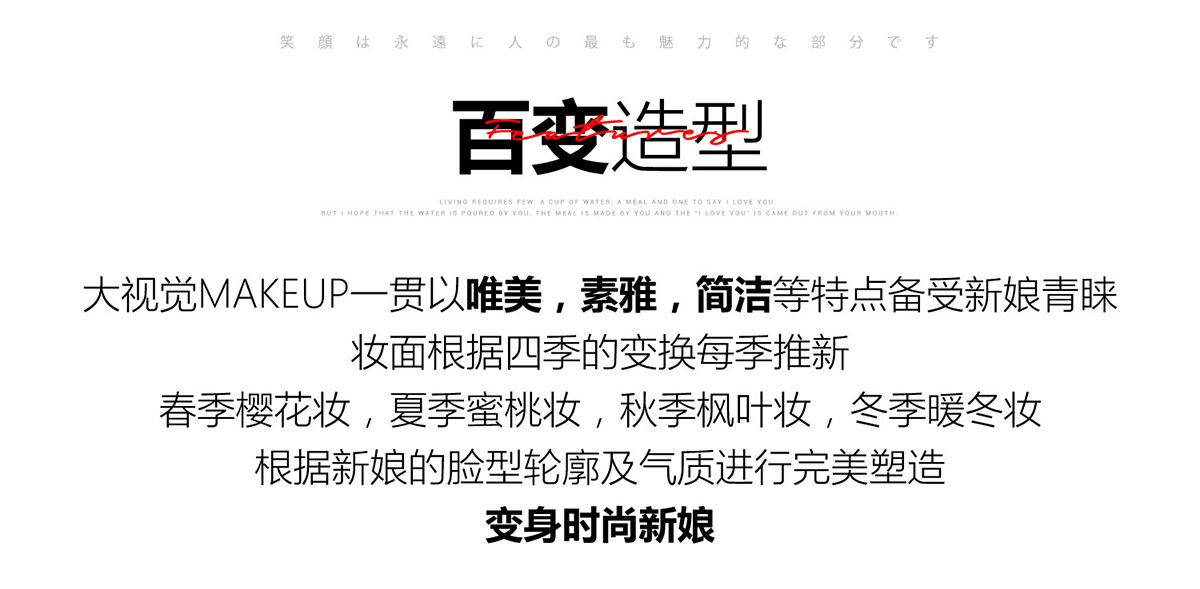 笑顔は永遠に人の最も魅力的な部分です
百变造型
Features
LIVING REQUIRES FEW: A CUP OF WATER, A MEAL AND ONE TO SAY I LOVE YOU.
BUT I HOPE THAT THE WATER IS POURED BY YOU, THE MEAL IS MADE BY YOU AND THE "I LOVE YOU" IS CAME OUT FROM YOUR MOUTH.
大视觉MAKEUP一贯以唯美，素雅，简洁等特点备受新娘青睐
妆面根据四季的变换每季推新
春季樱花妆，夏季蜜桃妆，秋季枫叶妆，冬季暖冬妆
根据新娘的脸型轮廓及气质进行完美塑造
变身时尚新娘